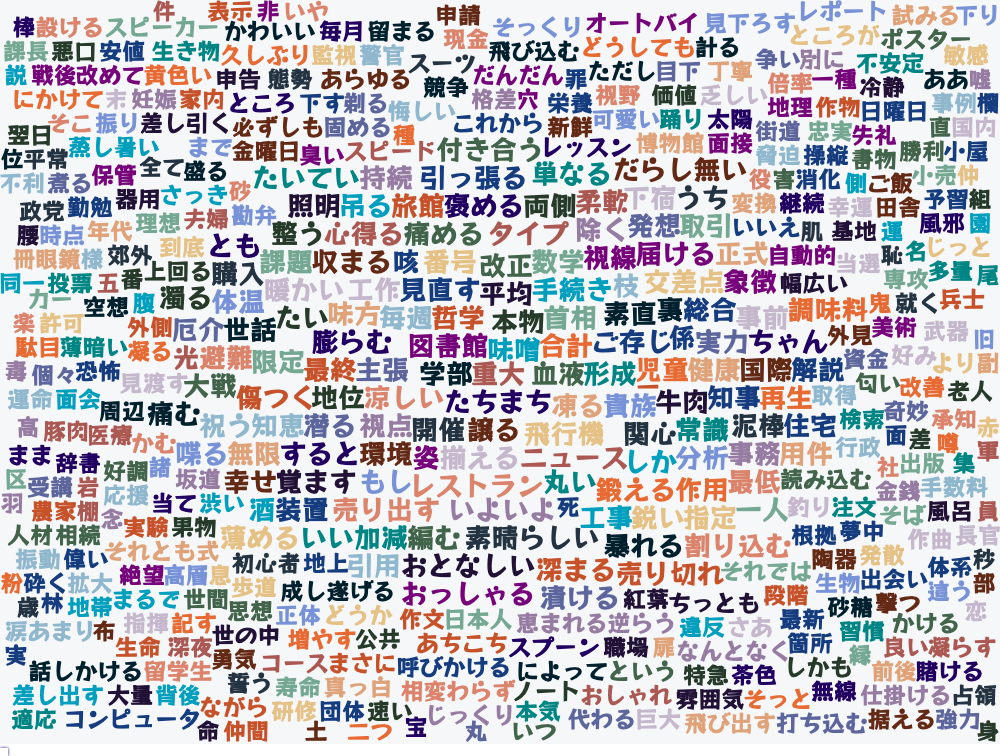 件 表示 非 いや 申請 レポート 試みる 下り
棒 設ける スピーカー かわいい 毎月 留まる 現金 そっくり オートバイ 見下ろす ところが ポスター
課長 悪口 安値 生き物 久しぶり 監視 警官 スーツ 飛び込む どうしても 計る 争い 別に 不安定 敏感
説 戦後 改めて 黄色い 申告 態勢 あらゆる 競争 だんだん 罪 ただし 目下 丁寧 倍率 一種 冷静 ああ 嘘
にかけて 末 妊娠 家内 ところ 下す 剃る 悔しい 格差 穴 栄養 視野 価値 乏しい 地理 作物 日曜日 事例 欄
翌日 そこ 振り 差し引く 必ずしも 固める 種 これから 新鮮 可愛い 踊り 太陽 街道 忠実 失礼 直 国内
位 平常 蒸し暑い まで 金曜日 臭い スピード 付き合う レッスン 博物館 面接 脅迫 操縦 書物 勝利 小屋
不利 煮る 保管 全て 盛る たいてい 持続 引っ張る 単なる だらし無い 役 害 消化 側 ご飯 小売 仲
政党 勤勉 器用 さっき 砂 照明 吊る 旅館 褒める 両側 柔軟 下宿 うち 変換 継続 幸運 田舎 予習 組
腰 時点 年代 理想 夫婦 勘弁 整う 心得る 痛める タイプ 除く 発想 取引 いいえ 肌 基地 運 風邪 園
冊 眼鏡 様 郊外 到底 とも 課題 収まる 咳 番号 改正 数学 視線 届ける 正式 自動的 当選 恥 名 じっと
同一 投票 五 番 上回る 購入 暖かい 工作 見直す 平均 手続き 枝 交差点 象徴 幅広い 専攻 多量 尾
カー 空想 腹 濁る 体温 たい 味方 毎週 哲学 本物 首相 素直 裏 総合 事前 調味料 鬼 就く 兵士
楽 許可 外側 厄介 世話 膨らむ 図書館 味噌 合計 ご存じ 係 実力 ちゃん 外見 美術 武器 旧
駄目 薄暗い 凝る 光 避難 限定 最終 主張 学部 重大 血液 形成 児童 健康 国際 解説 資金 好み より 副
毒 個々 恐怖 見渡す 大戦 傷つく 地位 涼しい たちまち 凍る 貴族 牛肉 知事 再生 取得 匂い 改善 老人
運命 面会 周辺 痛む 祝う 知恵 潜る 視点 開催 譲る 飛行機 関心 常識 泥棒 住宅 検索 奇妙 承知 赤
高 豚肉 医療 かむ 喋る 無限 すると 環境 姿 揃える ニュース しか 分析 事務 用件 行政 面 差 噂 軍
まま 辞書 好調 諸 坂道 幸せ 覚ます もし レストラン 丸い 鍛える 作用 最低 読み込む 社 出版 集
区 受講 岩 応援 当て 渋い 酒 装置 売り出す いよいよ 死 工事 鋭い 指定 一人 釣り 注文 金銭 手数料
羽 農家 棚 念 実験 果物 薄める いい 加減 編む 素晴らしい 暴れる 割り込む 根拠 夢中 そば 風呂 員
人材 相続 それとも 式 初心者 地上 引用 おとなしい 深まる 売り切れ それでは 陶器 発散 作曲 長官
振動 偉い 絶望 高層 息 成し遂げる おっしゃる 漬ける 紅葉 ちっとも 段階 生物 出会い 体系 秒
粉 砕く 拡大 まるで 世間 歩道 正体 どうか 作文 日本人 恵まれる 逆らう 違反 さあ 砂糖 撃つ 違う 部
歳 林 地帯 指揮 記す 思想 増やす 公共 あちこち スプーン 職場 扉 なんとなく 最新 習慣 かける 恋
涙 あまり 布 生命 深夜 世の中 コース まさに 呼びかける によって という 特急 茶色 箇所 縁 良い 凝らす
実 話しかける 留学生 勇気 寿命 真っ白 相変わらず ノート おしゃれ 雰囲気 そっと しかも 前後 賭ける
差し出す 大量 背後 誓う 研修 団体 速い じっくり 本気 代わる 巨大 飛び出す 無線 仕掛ける 占領
適応 コンピュータ ながら 命 仲間 土 二つ 宝 丸 いつ 打ち込む 据える 強力 身